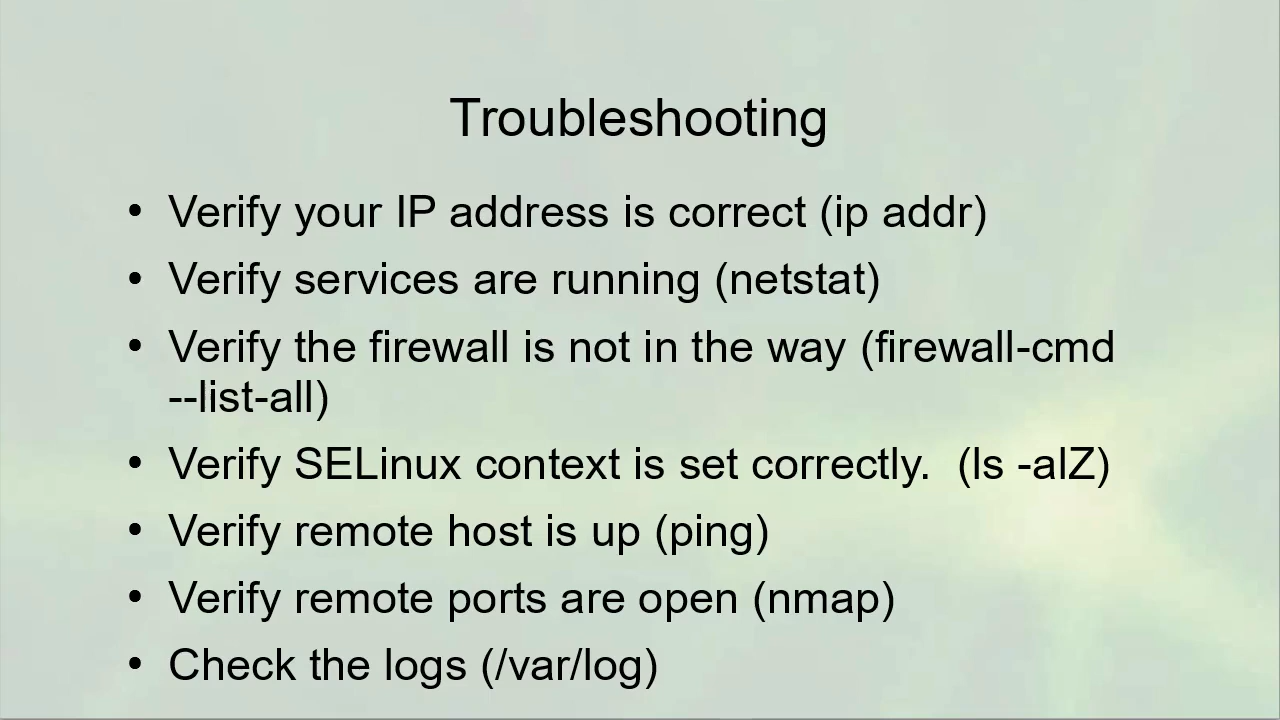 Troubleshooting
• Verify your IP address is correct (ip addr)
• Verify services are running (netstat)
• Verify the firewall is not in the way (firewall-cmd
--list-all)
• Verify SELinux context is set correctly.  (ls -alZ)
• Verify remote host is up (ping)
• Verify remote ports are open (nmap)
• Check the logs (/var/log)